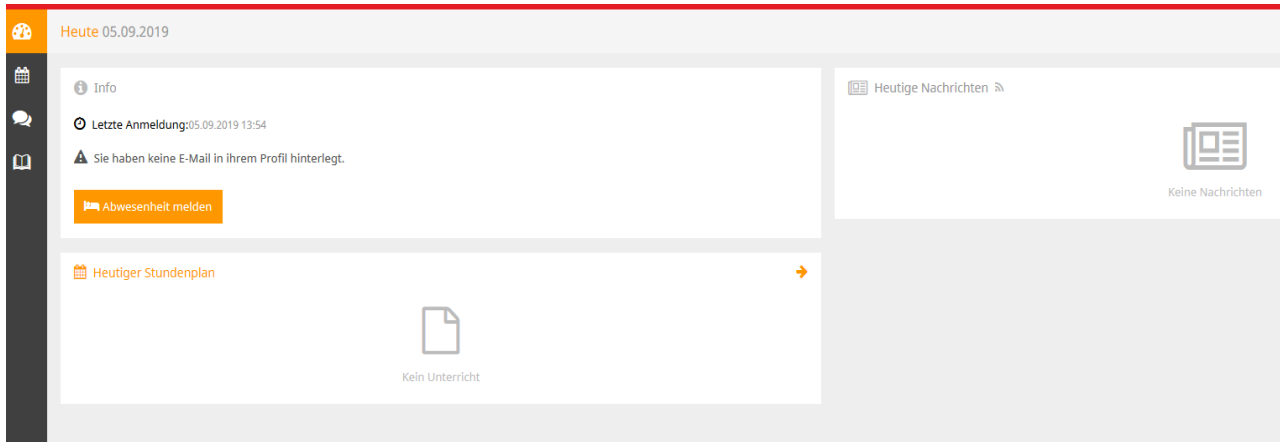 Heute 05.09.2019
Info
Letzte Anmeldung:05.09.2019 13:54
Sie haben keine E-Mail in ihrem Profil hinterlegt.
Abwesenheit melden
Heutige Nachrichten
Keine Nachrichten
Heutiger Stundenplan
Kein Unterricht